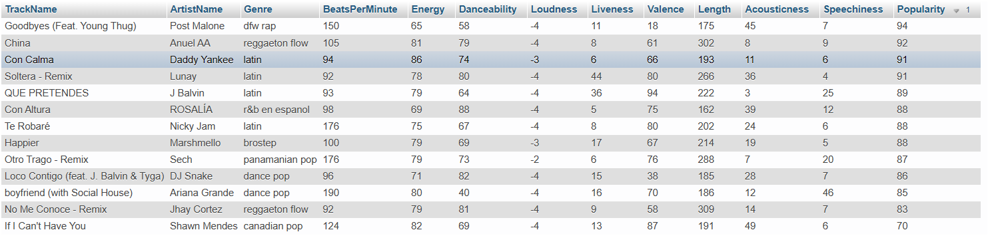 TrackName ArtistName Genre BeatsPerMinute Energy Danceability Loudness Liveness Valence Length Acousticness Speechiness Popularity 1
Goodbyes (Feat. Young Thug) Post Malone dfw rap 150 65 58 -4 11 18 175 45 7 94
China Anuel AA reggaeton flow 105 81 79 -4 8 61 302 8 9 92
Con Calma Daddy Yankee latin 94 86 74 -3 6 66 193 11 6 91
Soltera - Remix Lunay latin 92 78 80 -4 44 80 266 36 4 91
QUE PRETENDES J Balvin latin 93 79 64 -4 36 94 222 3 25 89
Con Altura ROSALÍA r&b en espanol 98 69 88 -4 5 75 162 39 12 88
Te Robaré Nicky Jam latin 176 75 67 -4 8 80 202 24 6 88
Happier Marshmello brostep 100 79 69 -3 17 67 214 19 5 88
Otro Trago - Remix Sech panamanian pop 176 79 73 -2 6 76 288 7 20 87
Loco Contigo (feat. J. Balvin & Tyga) DJ Snake dance pop 96 71 82 -4 15 38 185 28 7 86
boyfriend (with Social House) Ariana Grande dance pop 190 80 40 -4 16 70 186 12 46 85
No Me Conoce - Remix Jhay Cortez reggaeton flow 92 79 81 -4 9 58 309 14 7 83
If I Can't Have You Shawn Mendes canadian pop 124 82 69 -4 13 87 191 49 6 70